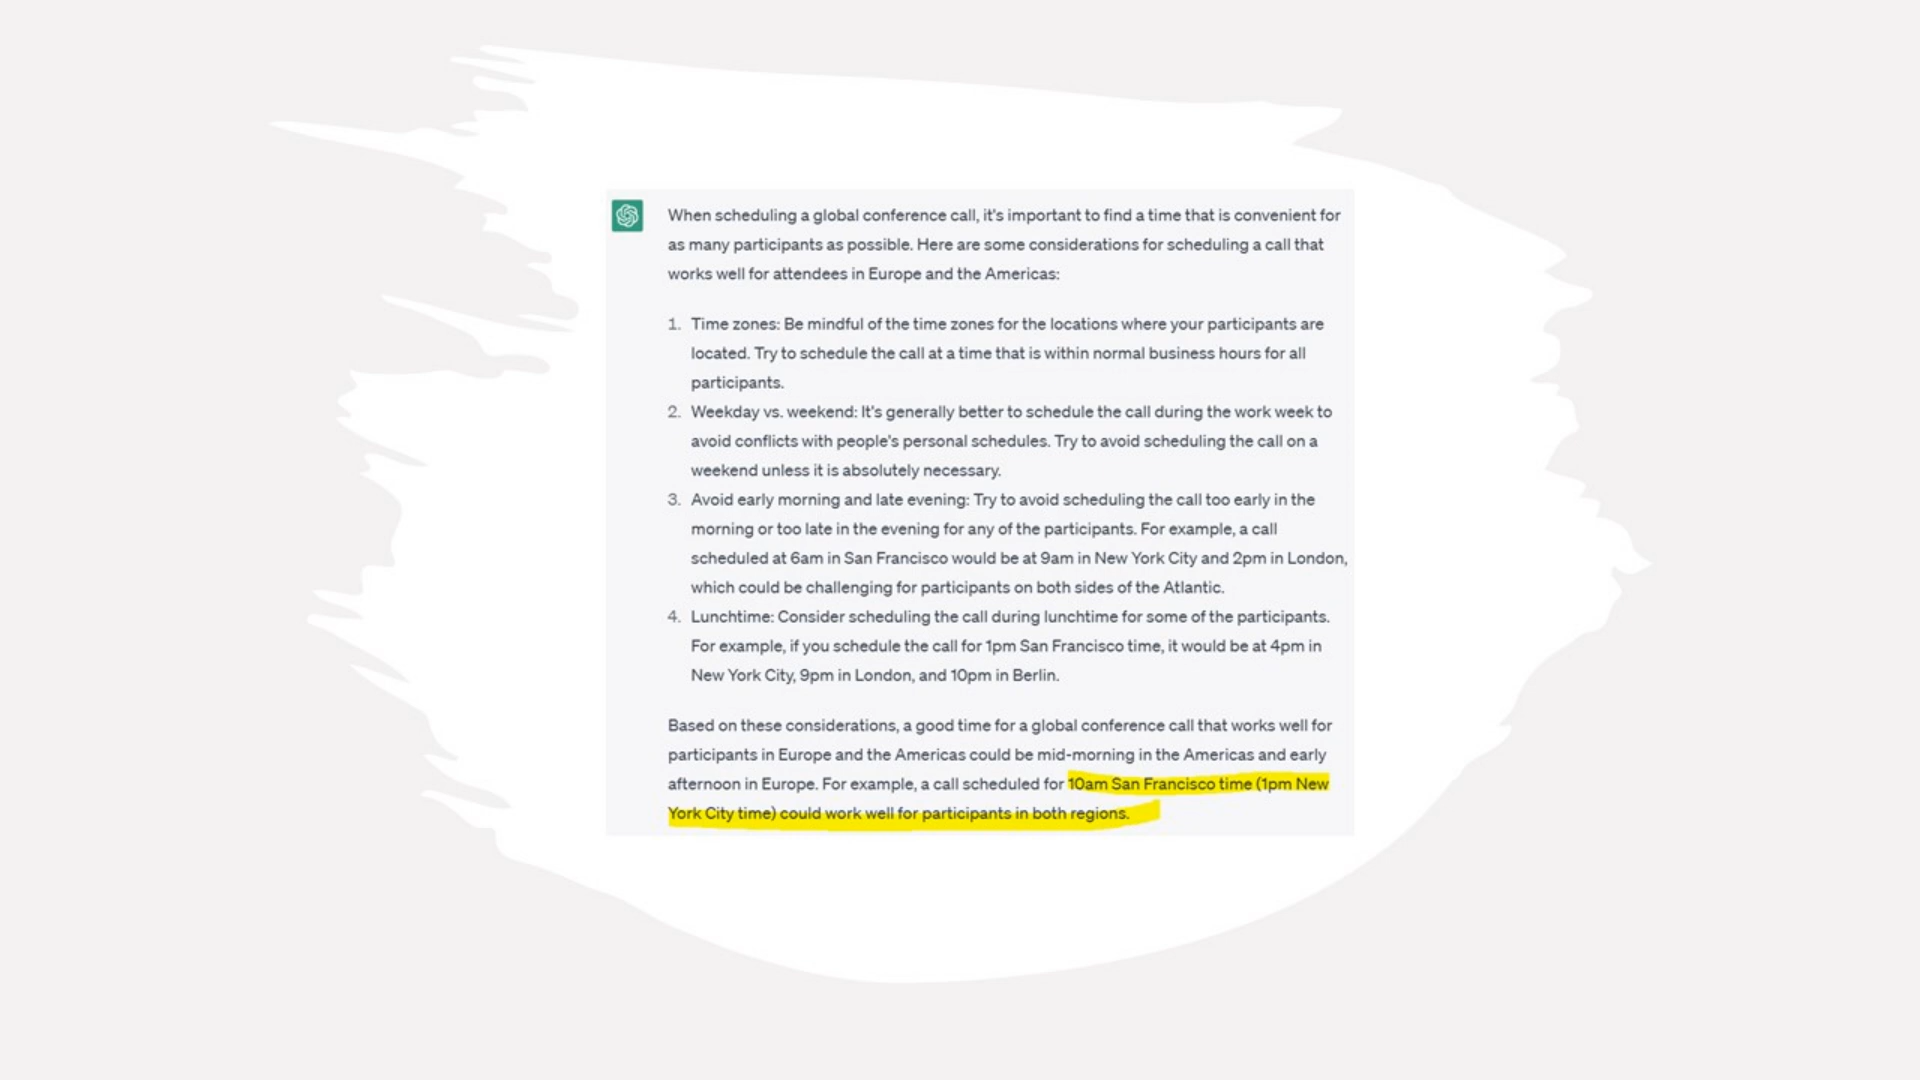 When scheduling a global conference call, it's important to find a time that is convenient for
as many participants as possible. Here are some considerations for scheduling a call that
works well for attendees in Europe and the Americas:
1. Time zones: Be mindful of the time zones for the locations where your participants are
located. Try to schedule the call at a time that is within normal business hours for all
participants.
2. Weekday vs. weekend: It's generally better to schedule the call during the work week to
avoid conflicts with people's personal schedules. Try to avoid scheduling the call on a
weekend unless it is absolutely necessary.
3. Avoid early morning and late evening: Try to avoid scheduling the call too early in the
morning or too late in the evening for any of the participants. For example, a call
scheduled at 6am in San Francisco would be at 9am in New York City and 2pm in London,
which could be challenging for participants on both sides of the Atlantic.
4. Lunchtime: Consider scheduling the call during lunchtime for some of the participants.
For example, if you schedule the call for 1pm San Francisco time, it would be at 4pm in
New York City, 9pm in London, and 10pm in Berlin.
Based on these considerations, a good time for a global conference call that works well for
participants in Europe and the Americas could be mid-morning in the Americas and early
afternoon in Europe. For example, a call scheduled for 10am San Francisco time (1pm New
York City time) could work well for participants in both regions.